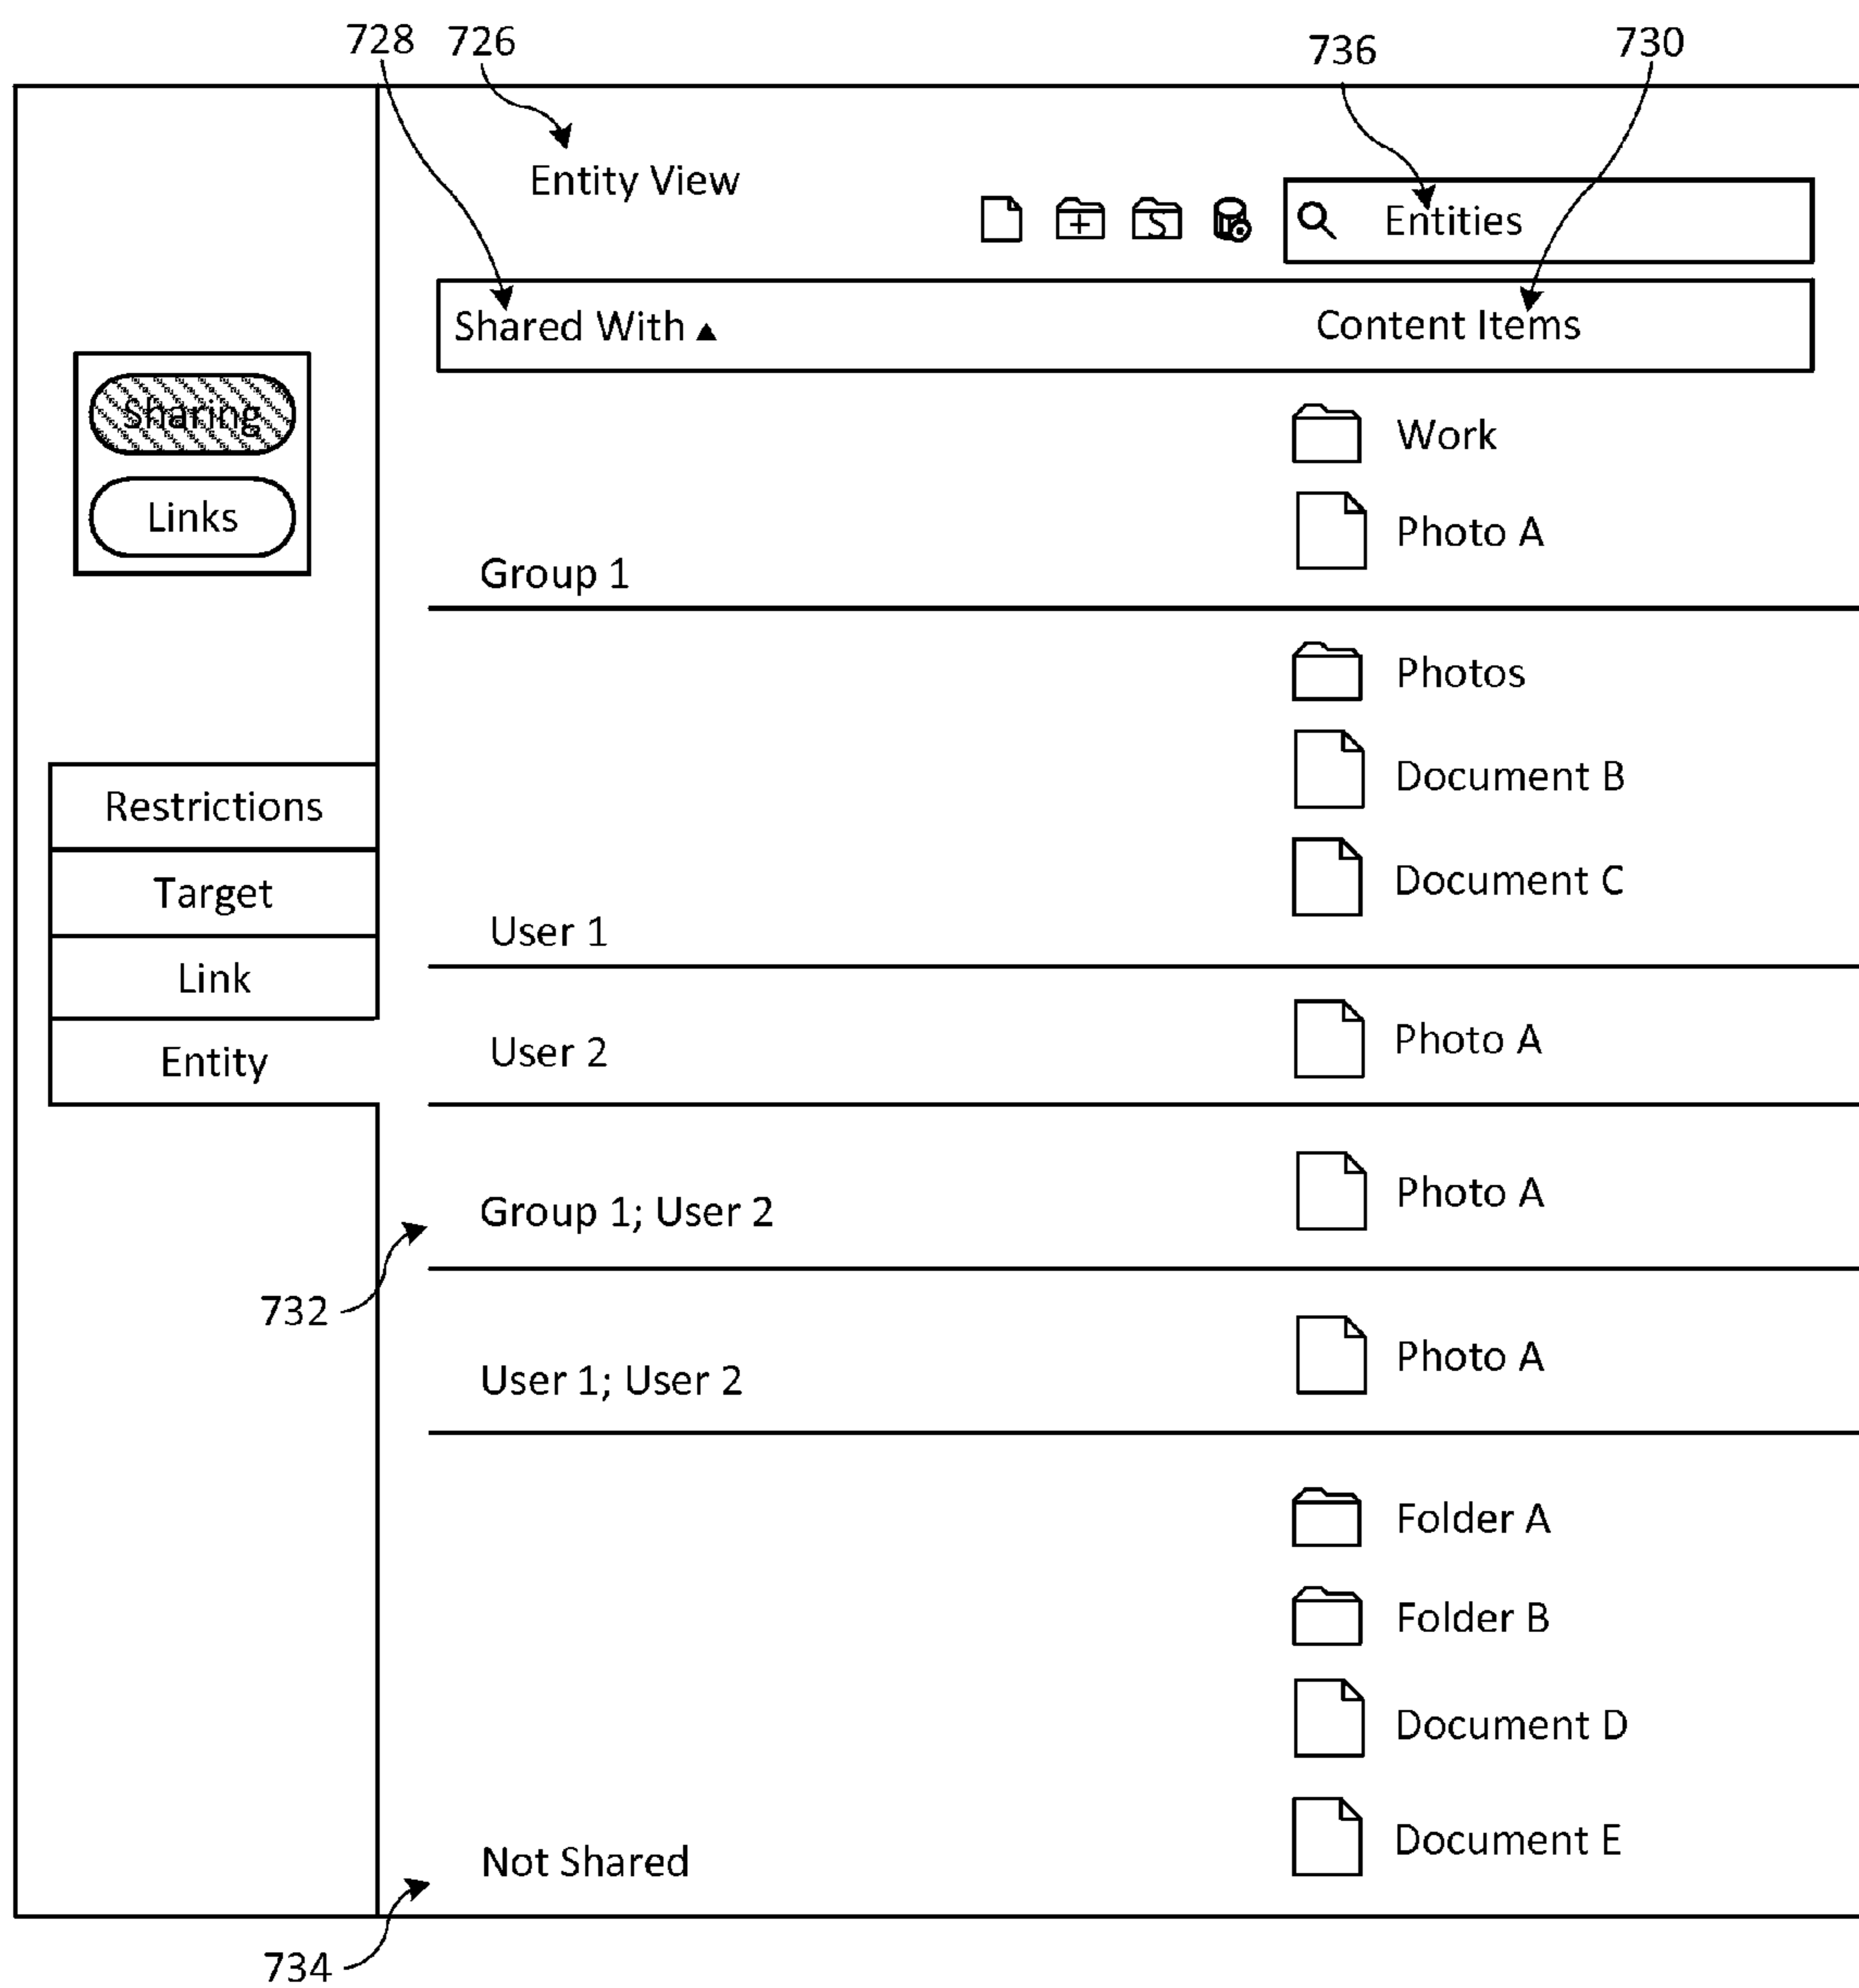 728 726 736 730
Entity View
Entities
Shared With ▲ Content Items
Sharing
Links
Restrictions
Target
Link
Entity
Work
Photo A
Group 1
Photos
Document B
Document C
User 1
User 2 Photo A
Group 1; User 2 Photo A
732
User 1; User 2 Photo A
Folder A
Folder B
Document D
Document E
Not Shared
734